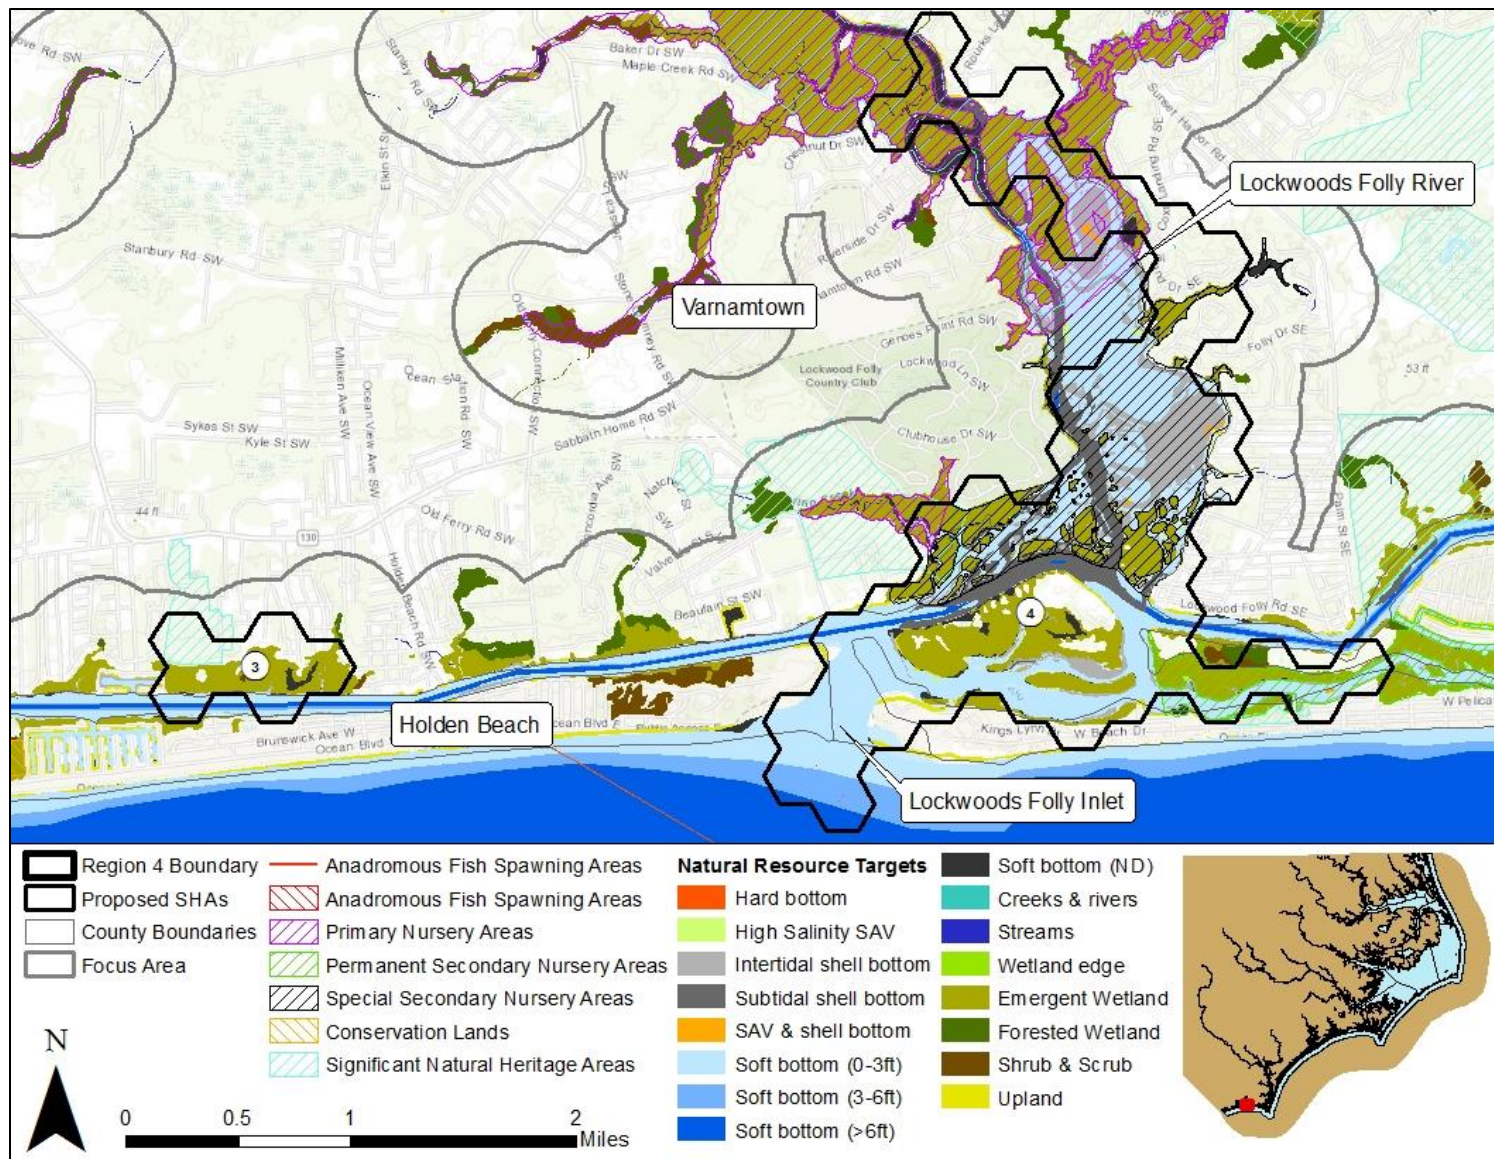 Baker Dr SW
Maple Creek Rd SW
Stanley Rd SW
Elkin St SW
Chestnut Dr SW
Sunset Harbor Rd
Lockwoods Folly River
Stanbury Rd SW
Riverside Dr SW
Varnamtown
Genoes Point Rd SW
Folly Dr SE
53 ft
Lockwood Folly
Country Club
Lockwood Ln SW
Milliken Ave SW
Ocean View Ave SW
Sykes St SW
Kyle St SW
Sabbath Home Rd SW
Clubhouse Dr SW
44 ft
130
Old Ferry Rd SW
Palm St SE
Holden Beach Rd SW
Beaufain St SW
Lockwood Folly Rd SE
3
4
Holden Beach
Brunswick Ave W
Ocean Blvd
Kings Lynn Dr
W Beach Dr
W Pelica
Lockwoods Folly Inlet
Region 4 Boundary
Proposed SHAs
County Boundaries
Focus Area
Anadromous Fish Spawning Areas
Anadromous Fish Spawning Areas
Primary Nursery Areas
Permanent Secondary Nursery Areas
Special Secondary Nursery Areas
Conservation Lands
Significant Natural Heritage Areas
Natural Resource Targets
Hard bottom
High Salinity SAV
Intertidal shell bottom
Subtidal shell bottom
SAV & shell bottom
Soft bottom (0-3ft)
Soft bottom (3-6ft)
Soft bottom (>6ft)
Soft bottom (ND)
Creeks & rivers
Streams
Wetland edge
Emergent Wetland
Forested Wetland
Shrub & Scrub
Upland
N
0 0.5 1 2
Miles